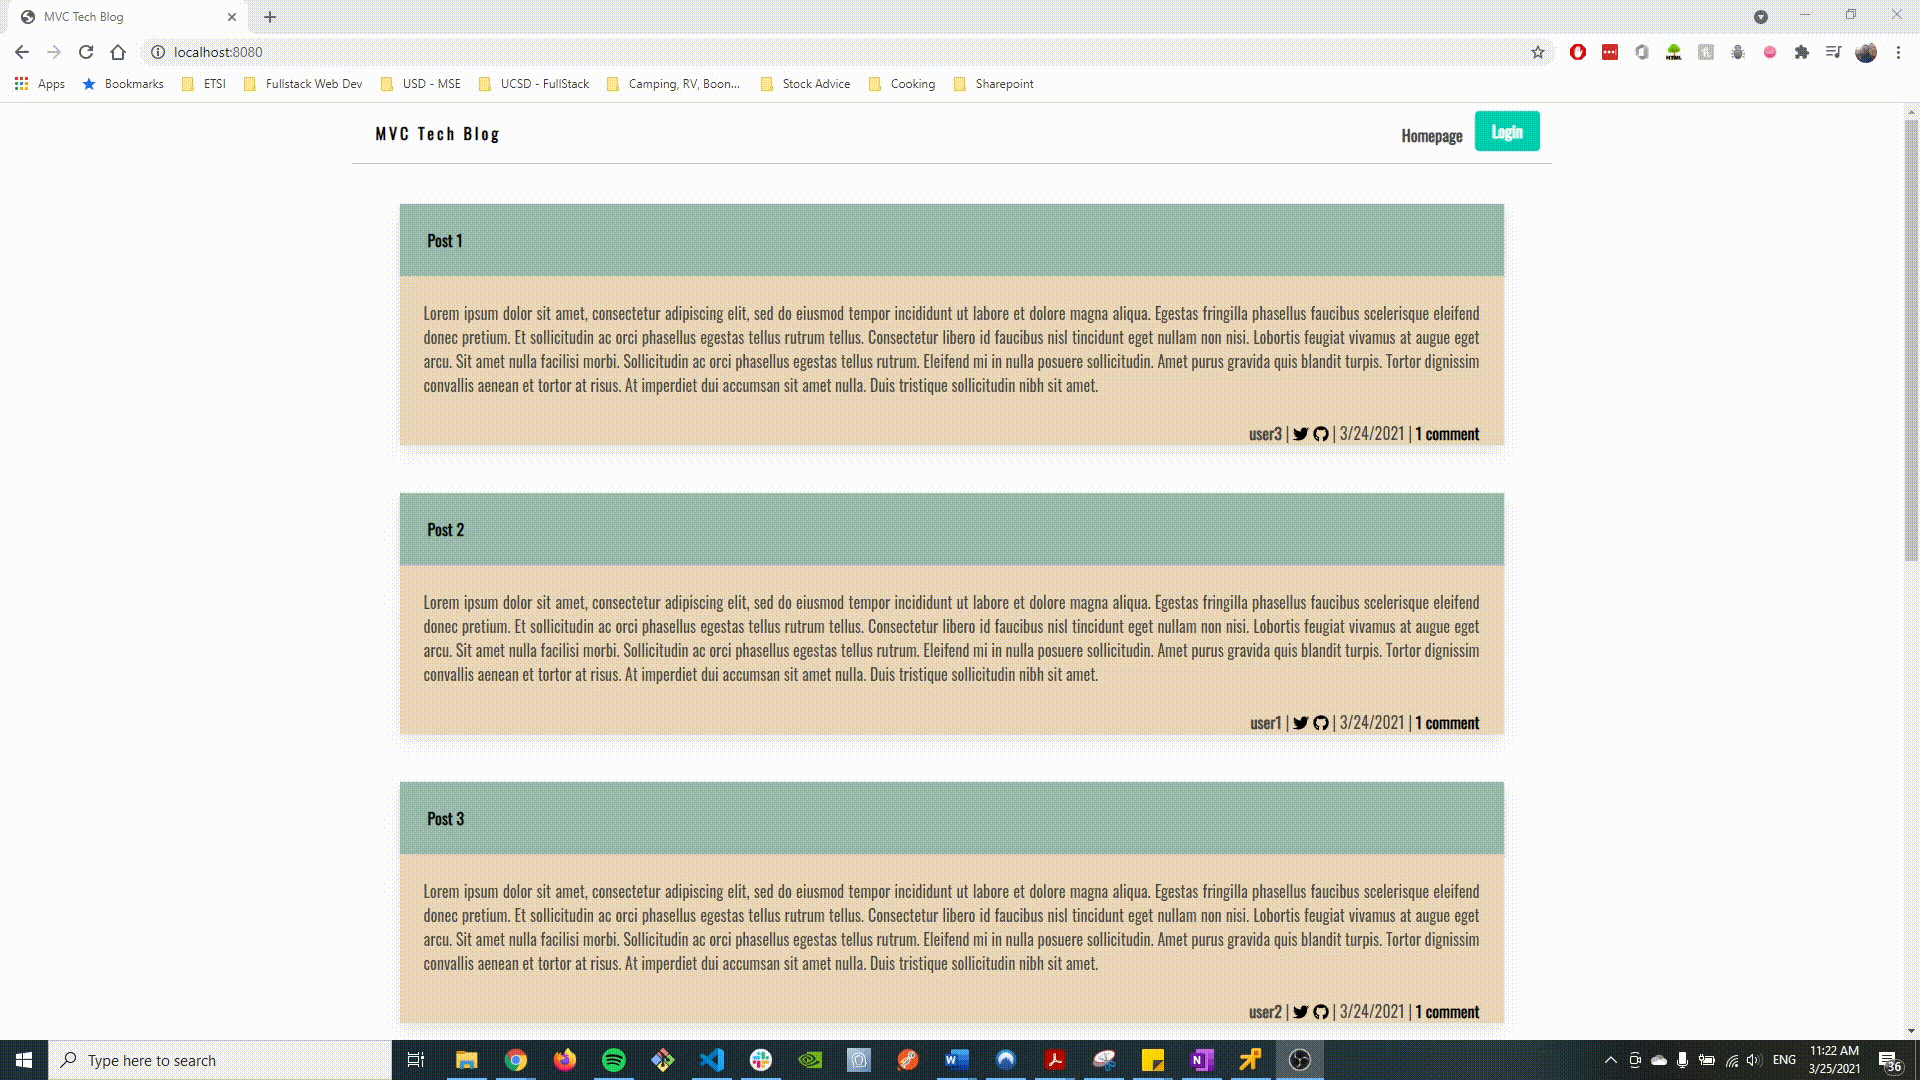 MVC Tech Blog
localhost:8080
Apps Bookmarks ETSI Fullstack Web Dev USD - MSE UCSD - FullStack Camping, RV, Boon... Stock Advice Cooking Sharepoint
MVC Tech Blog Homepage Login
Post 1
Lorem ipsum dolor sit amet, consectetur adipiscing elit, sed do eiusmod tempor incididunt ut labore et dolore magna aliqua. Egestas fringilla phasellus faucibus scelerisque eleifend
donec pretium. Et sollicitudin ac orci phasellus egestas tellus rutrum tellus. Consectetur libero id faucibus nisl tincidunt eget nullam non nisi. Lobortis feugiat vivamus at augue eget
arcu. Sit amet nulla facilisi morbi. Sollicitudin ac orci phasellus egestas tellus rutrum. Eleifend mi in nulla posuere sollicitudin. Amet purus gravida quis blandit turpis. Tortor dignissim
convallis aenean et tortor at risus. At imperdiet dui accumsan sit amet nulla. Duis tristique sollicitudin nibh sit amet.
user3 | | 3/24/2021 | 1 comment
Post 2
Lorem ipsum dolor sit amet, consectetur adipiscing elit, sed do eiusmod tempor incididunt ut labore et dolore magna aliqua. Egestas fringilla phasellus faucibus scelerisque eleifend
donec pretium. Et sollicitudin ac orci phasellus egestas tellus rutrum tellus. Consectetur libero id faucibus nisl tincidunt eget nullam non nisi. Lobortis feugiat vivamus at augue eget
arcu. Sit amet nulla facilisi morbi. Sollicitudin ac orci phasellus egestas tellus rutrum. Eleifend mi in nulla posuere sollicitudin. Amet purus gravida quis blandit turpis. Tortor dignissim
convallis aenean et tortor at risus. At imperdiet dui accumsan sit amet nulla. Duis tristique sollicitudin nibh sit amet.
user1 | | 3/24/2021 | 1 comment
Post 3
Lorem ipsum dolor sit amet, consectetur adipiscing elit, sed do eiusmod tempor incididunt ut labore et dolore magna aliqua. Egestas fringilla phasellus faucibus scelerisque eleifend
donec pretium. Et sollicitudin ac orci phasellus egestas tellus rutrum tellus. Consectetur libero id faucibus nisl tincidunt eget nullam non nisi. Lobortis feugiat vivamus at augue eget
arcu. Sit amet nulla facilisi morbi. Sollicitudin ac orci phasellus egestas tellus rutrum. Eleifend mi in nulla posuere sollicitudin. Amet purus gravida quis blandit turpis. Tortor dignissim
convallis aenean et tortor at risus. At imperdiet dui accumsan sit amet nulla. Duis tristique sollicitudin nibh sit amet.
user2 | | 3/24/2021 | 1 comment
Type here to search
ENG
11:22 AM
3/25/2021
36